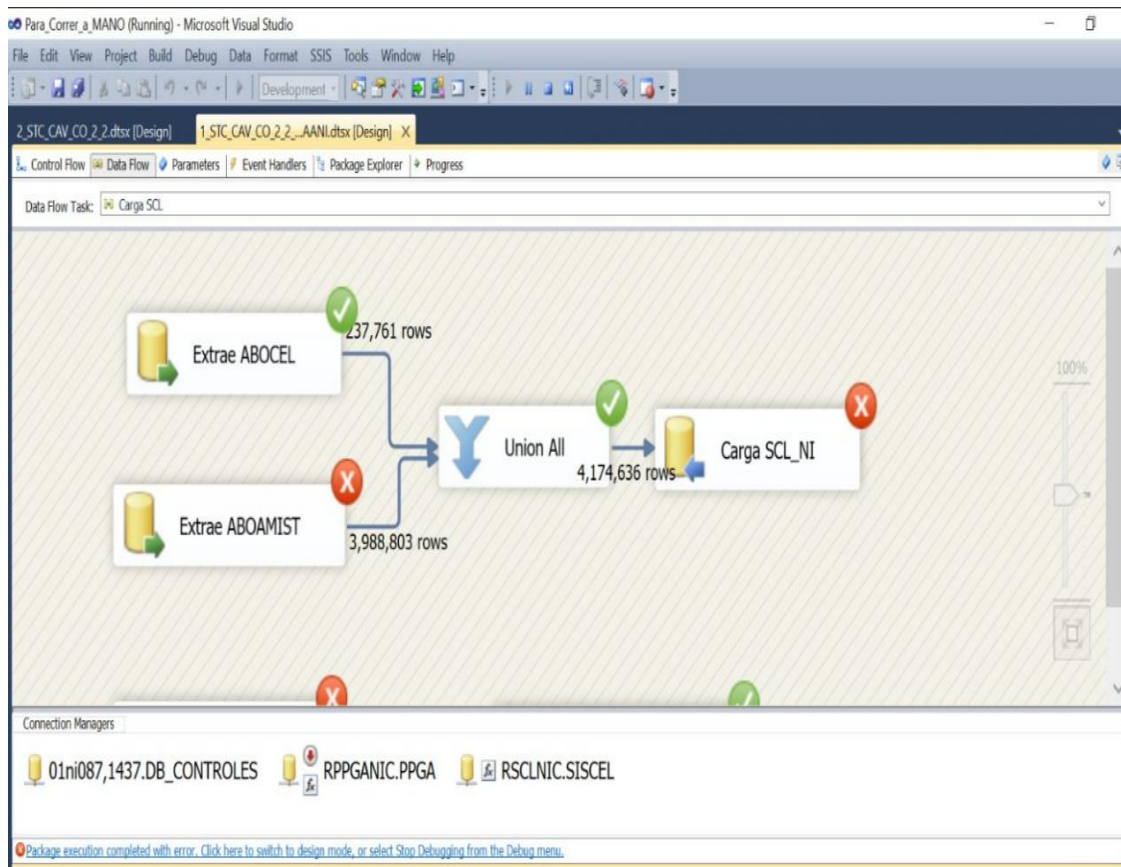 Para_Correr_a_MANO (Running) - Microsoft Visual Studio
File Edit View Project Build Debug Data Format SSIS Tools Window Help
Development
2_STC_CAV_CO_2_2.dtsx [Design] 1_STC_CAV_CO_2_2_...AANI.dtsx [Design] X
Control Flow Data Flow Parameters Event Handlers Package Explorer Progress
Data Flow Task: Carga SCL
237,761 rows
Extrae ABOCEL
100%
Union All
Carga SCL_NI
4,174,636 rows
Extrae ABOAMIST
3,988,803 rows
Connection Managers
01ni087,1437.DB_CONTROLES fx RPPGANIC.PPGA fx RSCLNIC.SISCEL
Package execution completed with error. Click here to switch to design mode, or select Stop Debugging from the Debug menu.